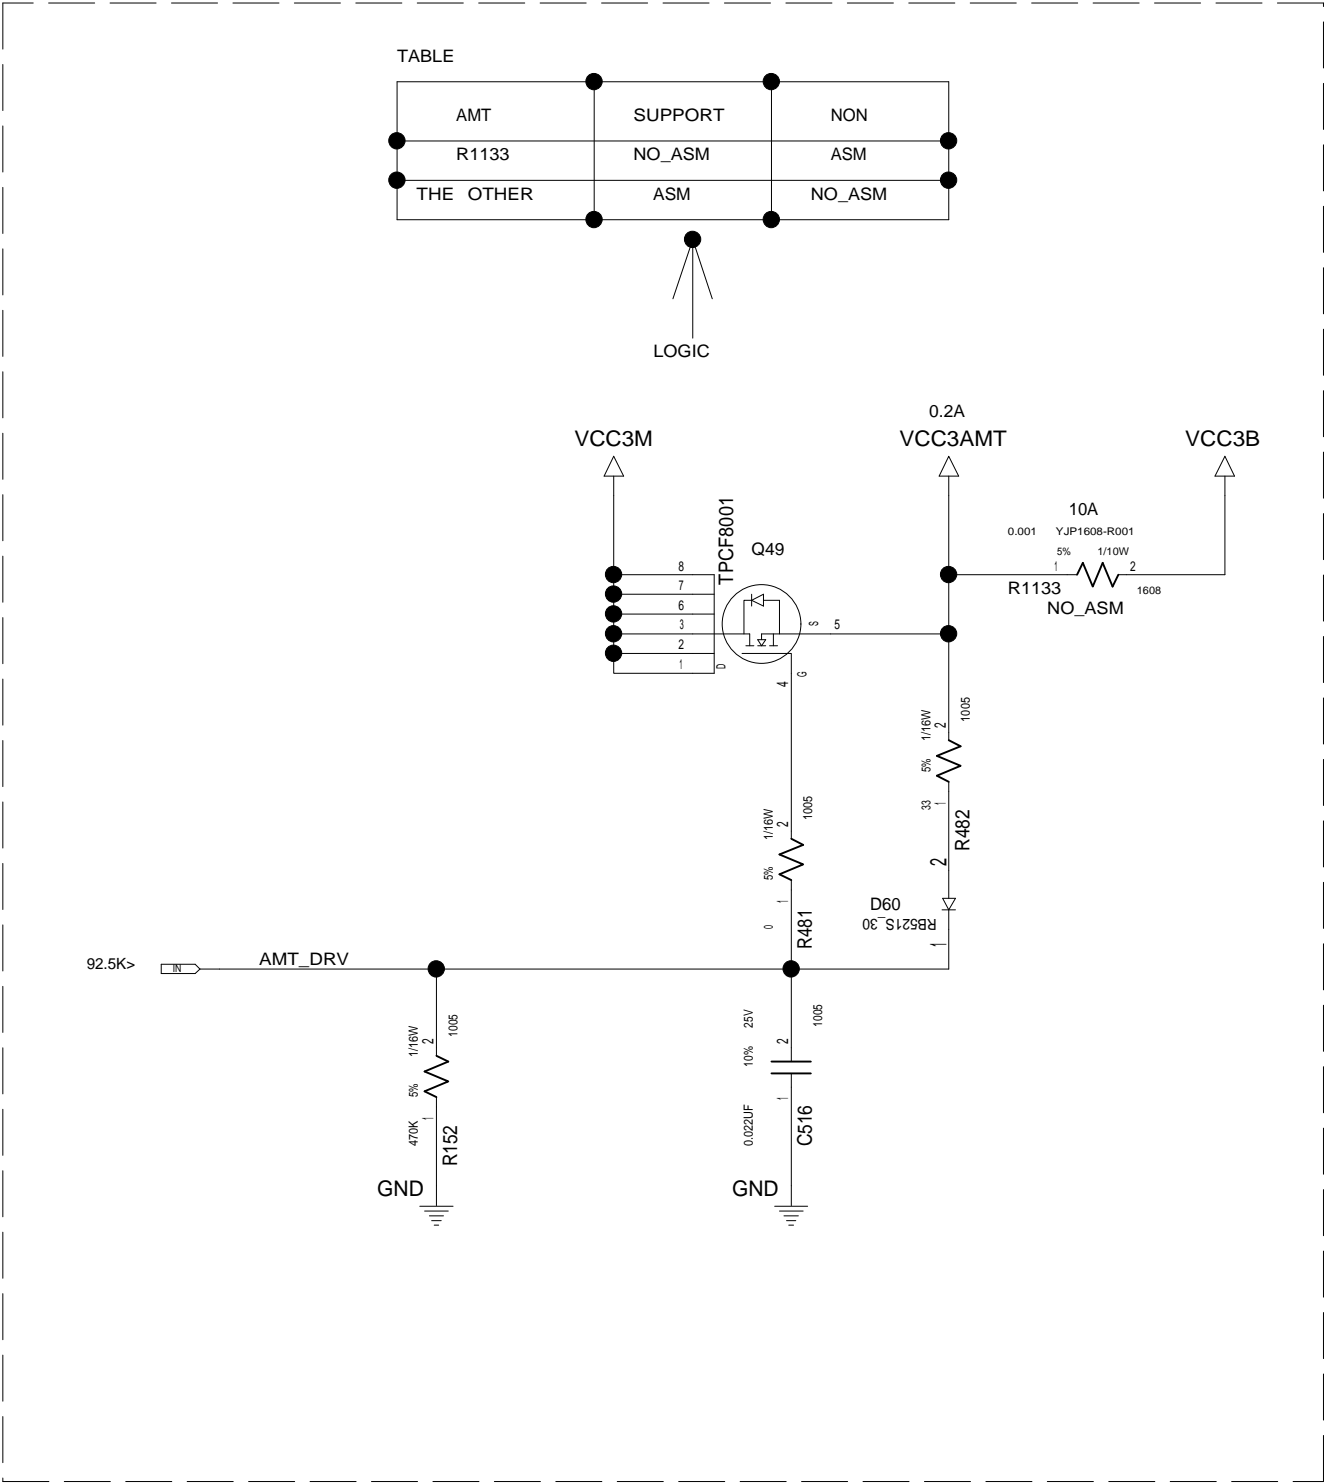 TABLE
AMT SUPPORT NON
R1133 NO_ASM ASM
THE OTHER ASM NO_ASM
LOGIC
0.2A
VCC3M VCC3AMT VCC3B
10A
0.001 YJP1608-R001
5% 1/10W
1 2
R1133 1608
NO_ASM
TPCF8001
Q49
8
7
6
3
2
1
D
S 5
G
4
1/16W 2 1005
5%
33 1
R482
1/16W 2 1005
5%
0 1
R481
2
D60
RB521S_30
1
92.5K> IN AMT_DRV
1/16W 2 1005
5%
470K 1
R152
GND
25V 1005
10% 2
0.022UF 1
C516
GND